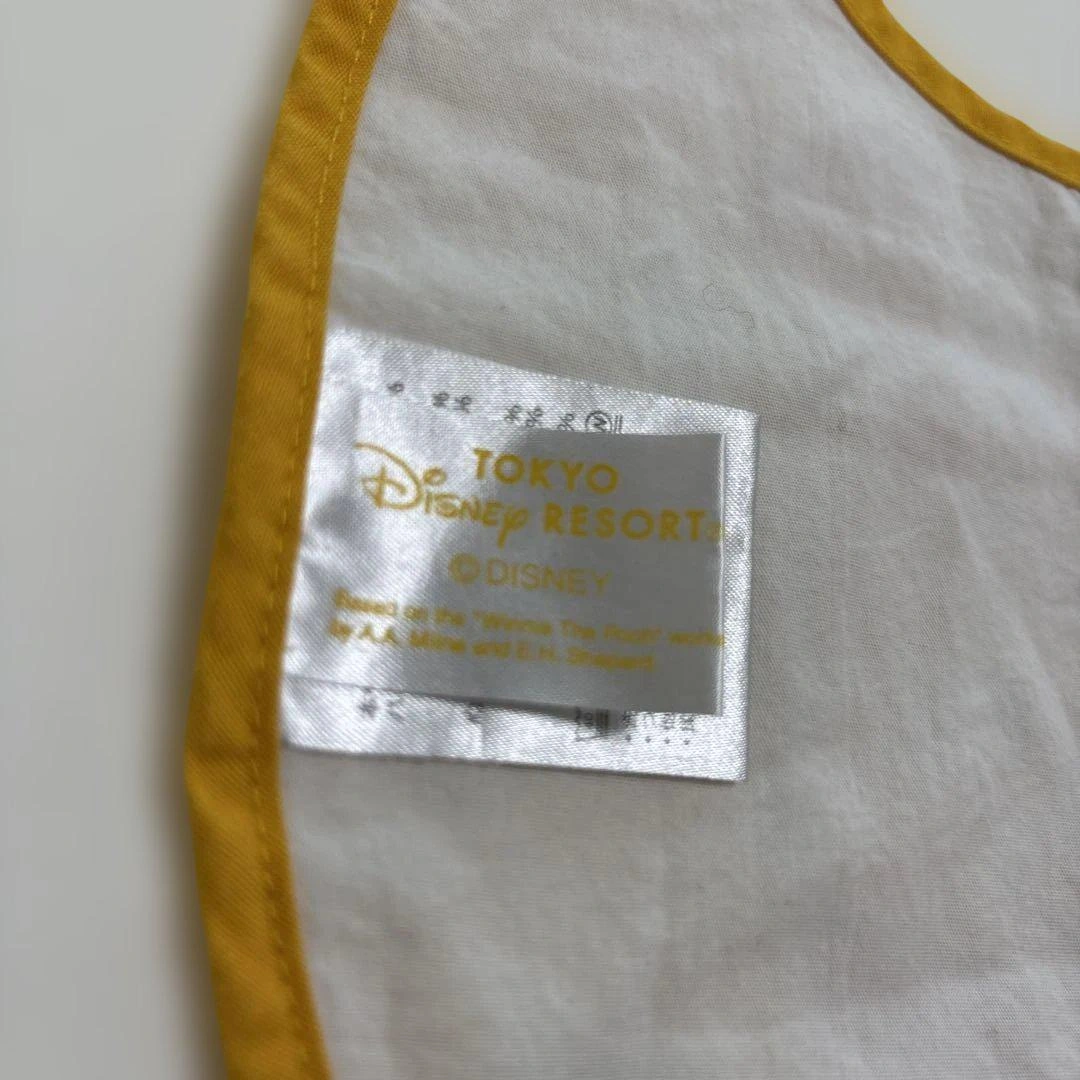 TOKYO
Disney RESORT®
© DISNEY
Based on the "Winnie The Pooh" works
by A.A. Milne and E.H. Shepard.